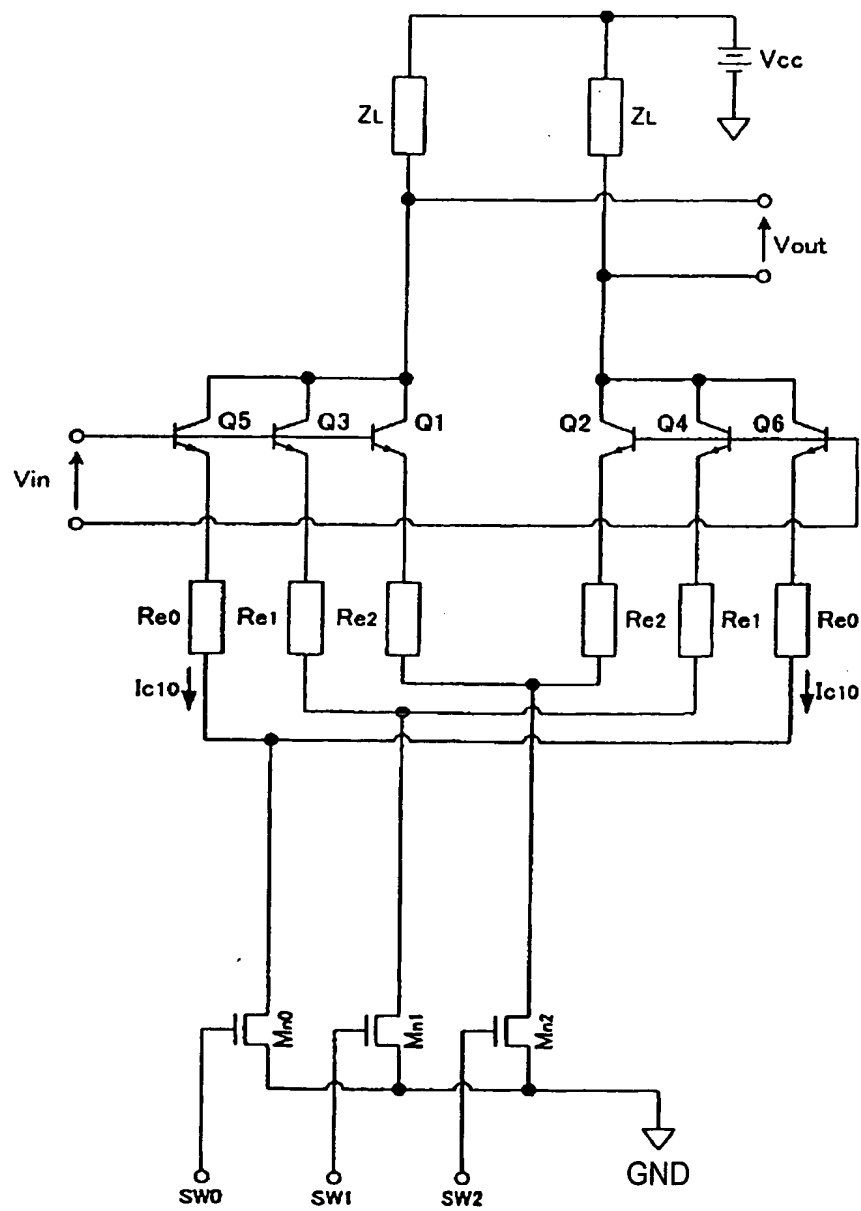 Vcc
ZL
ZL
Vout
Q5 Q3 Q1 Q2 Q4 Q6
Vin
Re0 Re1 Re2 Re2 Re1 Re0
Ic10 Ic10
Mn0 Mn1 Mn2
GND
SW0 SW1 SW2